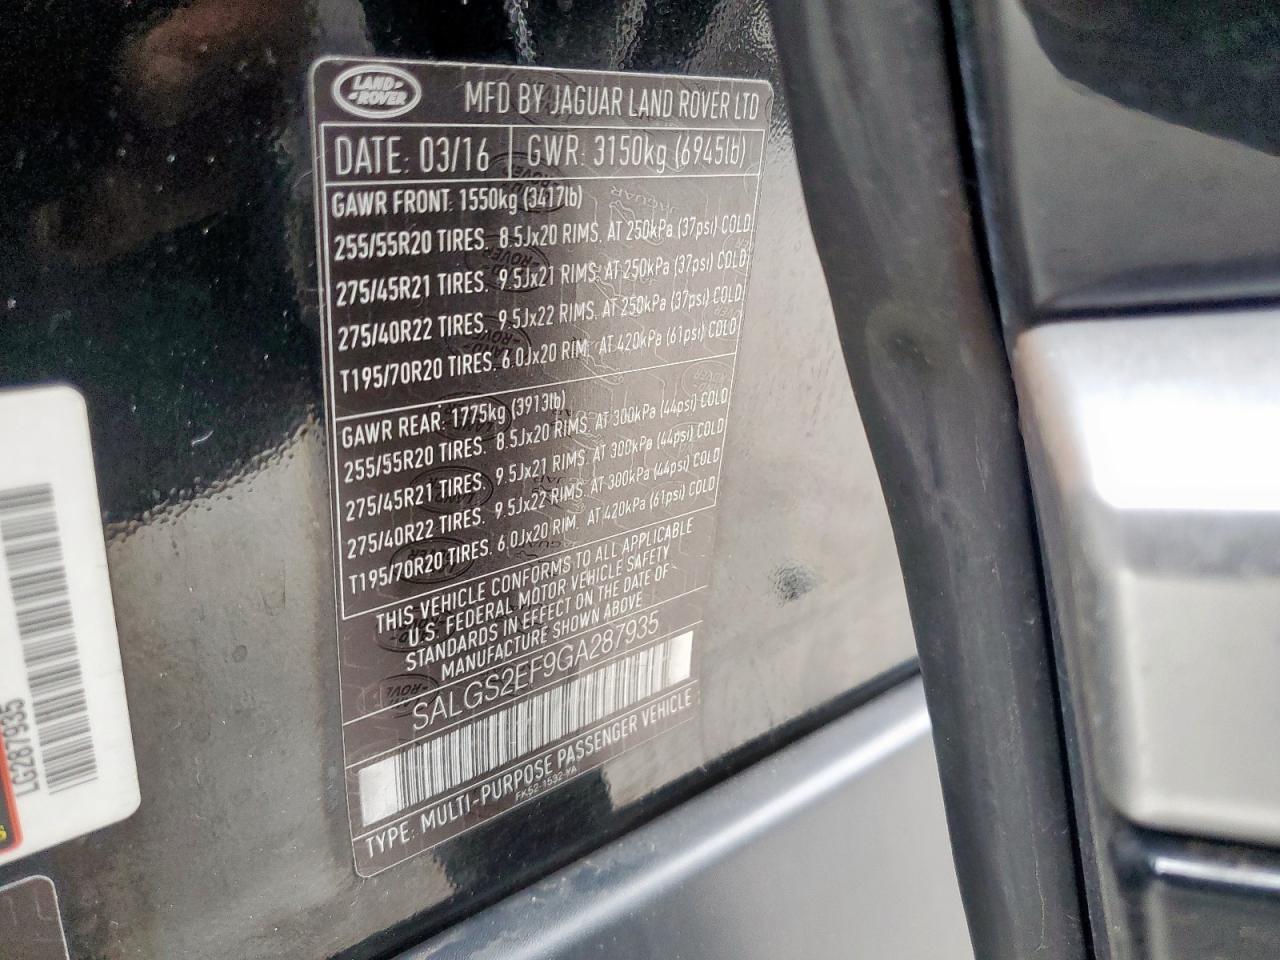 LAND-
-ROVER
MFD BY JAGUAR LAND ROVER LTD
DATE: 03/16 GWR: 3150kg (6945lb)
GAWR FRONT: 1550kg (3417lb)
255/55R20 TIRES. 8.5Jx20 RIMS. AT 250kPa (37psi) COLD
275/45R21 TIRES. 9.5Jx21 RIMS. AT 250kPa (37psi) COLD
275/40R22 TIRES. 9.5Jx22 RIMS. AT 250kPa (37psi) COLD
T195/70R20 TIRES. 6.0Jx20 RIM. AT 420kPa (61psi) COLD
GAWR REAR: 1775kg (3913lb)
255/55R20 TIRES. 8.5Jx20 RIMS. AT 300kPa (44psi) COLD
275/45R21 TIRES. 9.5Jx21 RIMS. AT 300kPa (44psi) COLD
275/40R22 TIRES. 9.5Jx22 RIMS. AT 300kPa (44psi) COLD
T195/70R20 TIRES. 6.0Jx20 RIM. AT 420kPa (61psi) COLD
THIS VEHICLE CONFORMS TO ALL APPLICABLE
U.S. FEDERAL MOTOR VEHICLE SAFETY
STANDARDS IN EFFECT ON THE DATE OF
MANUFACTURE SHOWN ABOVE
SALGS2EF9GA287935
TYPE: MULTI-PURPOSE PASSENGER VEHICLE
FK52-1532-YA
LG287935